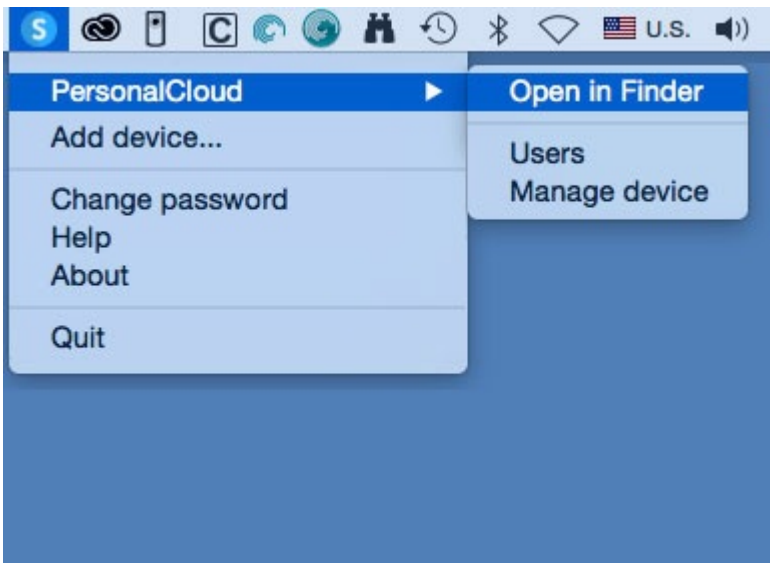 S C U.S.
PersonalCloud
Add device...
Change password
Help
About
Quit
Open in Finder
Users
Manage device